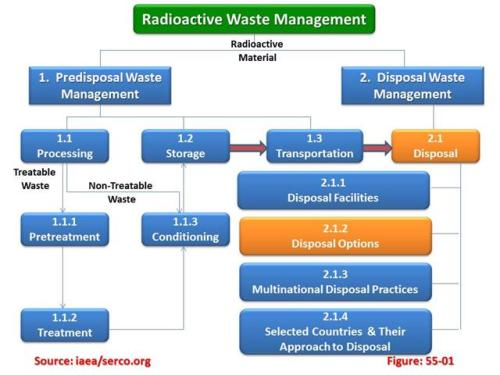 Radioactive Waste Management
Radioactive
Material
1. Predisposal Waste
Management
2. Disposal Waste
Management
1.1
Processing
1.2
Storage
1.3
Transportation
2.1
Disposal
Treatable
Waste
Non-Treatable
Waste
2.1.1
Disposal Facilities
1.1.1
Pretreatment
1.1.3
Conditioning
2.1.2
Disposal Options
2.1.3
Multinational Disposal Practices
1.1.2
Treatment
2.1.4
Selected Countries & Their
Approach to Disposal
Source: iaea/serco.org
Figure: 55-01